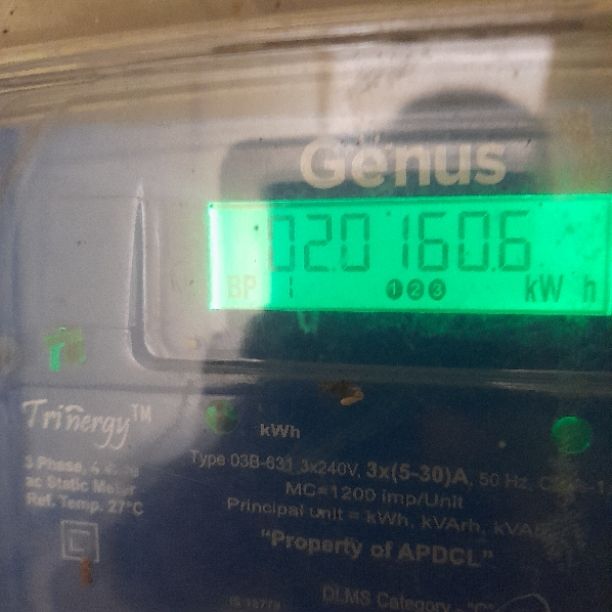 Genus
020160.6
BP 1 ①②③ kW h
Trinergy™
kWh
3 Phase, 4
ac Static Meter
Ref. Temp. 27°C
Type 03B-631, 3x240V, 3x(5-30)A, 50 Hz,
MC=1200 imp/Unit
Principal unit = kWh, kVArh,
"Property of APDCL"
DLMS Category